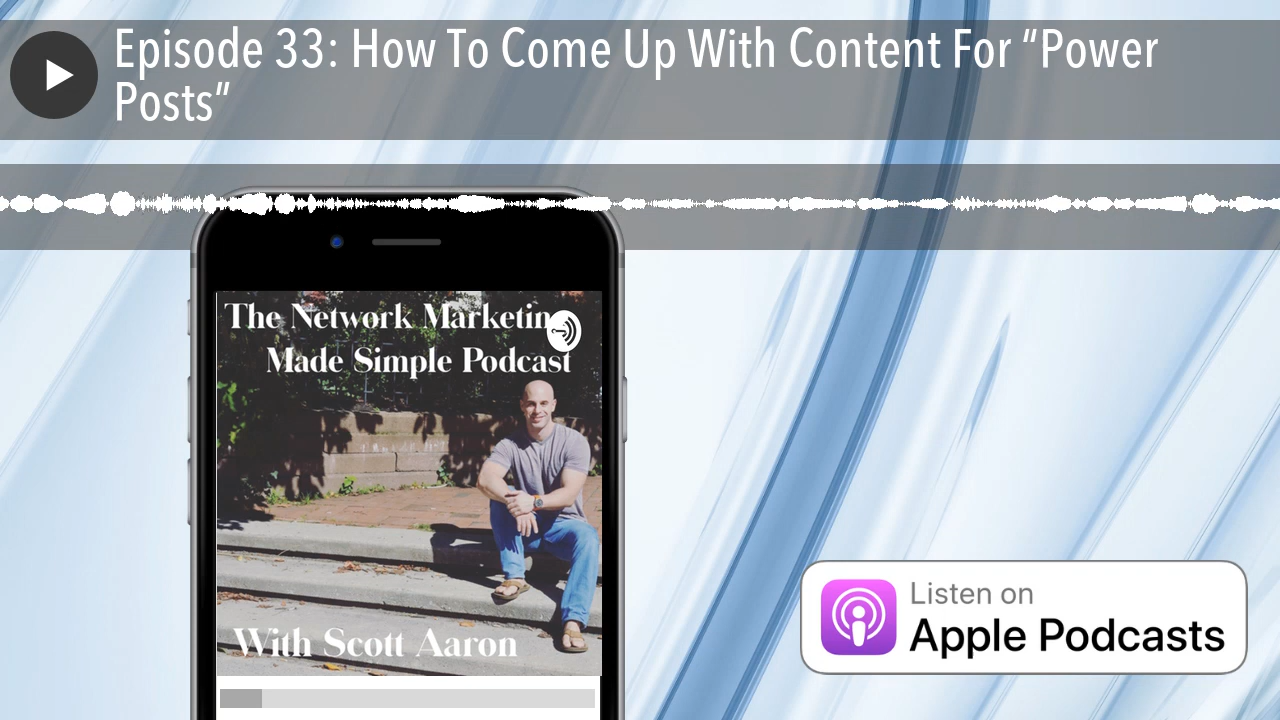 Episode 33: How To Come Up With Content For “Power
Posts”
The Network Marketing
Made Simple Podcast
With Scott Aaron
Listen on
Apple Podcasts